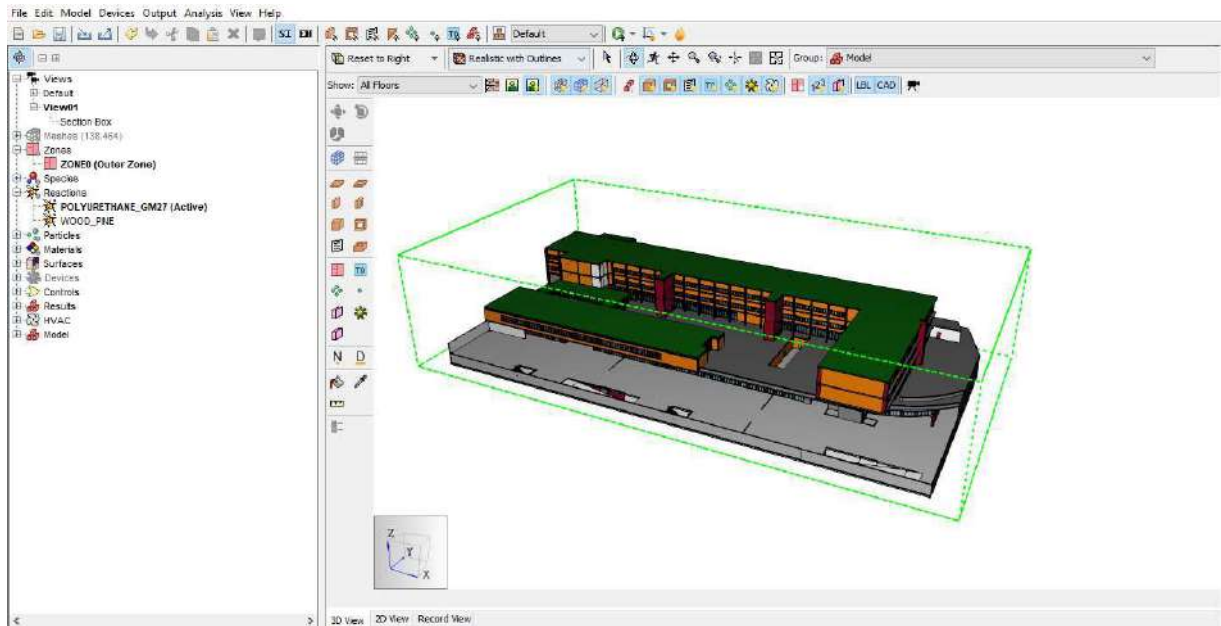 File Edit Model Devices Output Analysis View Help
SI EN Default
Reset to Right Realistic with Outlines Group: Model
Show: All Floors LBL CAD
Views
Default
View01
Section Box
Meshes (138.464)
Zones
ZONE0 (Outer Zone)
Species
Reactions
POLYURETHANE_GM27 (Active)
WOOD_PINE
Particles
Materials
Surfaces
Devices
Controls
Results
HVAC
Model
N D
Z
Y
X
3D View 2D View Record View